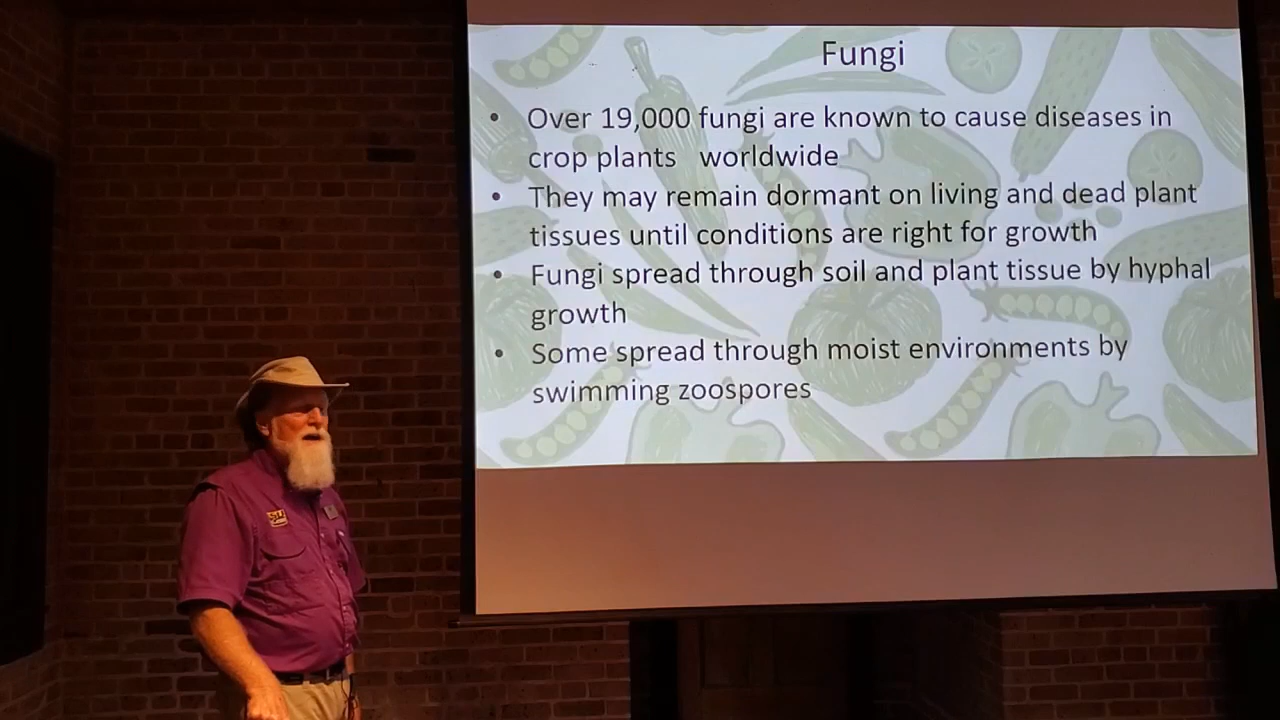 Fungi
• Over 19,000 fungi are known to cause diseases in
crop plants worldwide
• They may remain dormant on living and dead plant
tissues until conditions are right for growth
• Fungi spread through soil and plant tissue by hyphal
growth
• Some spread through moist environments by
swimming zoospores